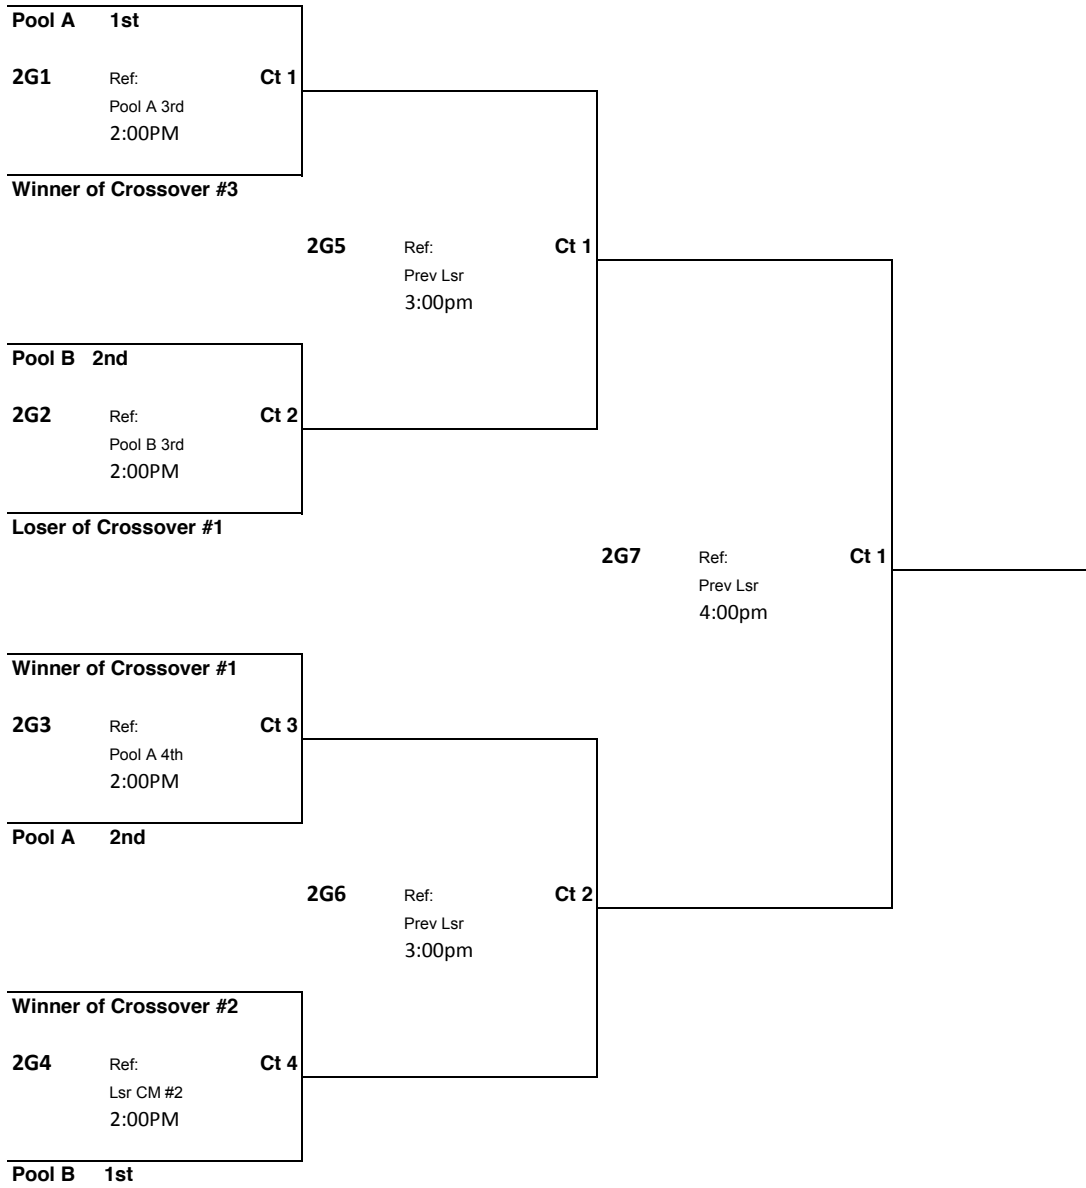 Pool A 1st
2G1 Ref: Ct 1
Pool A 3rd
2:00PM
Winner of Crossover #3
2G5 Ref: Ct 1
Prev Lsr
3:00pm
Pool B 2nd
2G2 Ref: Ct 2
Pool B 3rd
2:00PM
Loser of Crossover #1
2G7 Ref: Ct 1
Prev Lsr
4:00pm
Winner of Crossover #1
2G3 Ref: Ct 3
Pool A 4th
2:00PM
Pool A 2nd
2G6 Ref: Ct 2
Prev Lsr
3:00pm
Winner of Crossover #2
2G4 Ref: Ct 4
Lsr CM #2
2:00PM
Pool B 1st